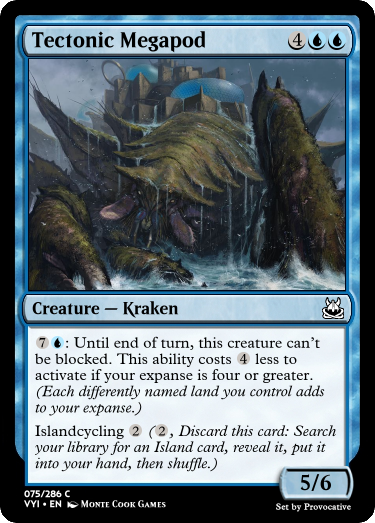 Tectonic Megapod 4
Creature — Kraken
7 : Until end of turn, this creature can't
be blocked. This ability costs 4 less to
activate if your expanse is four or greater.
(Each differently named land you control adds
to your expanse.)
Islandcycling 2 ( 2 , Discard this card: Search
your library for an Island card, reveal it, put it
into your hand, then shuffle.)
5/6
075/286 C
VYI • EN Monte Cook Games
Set by Provocative